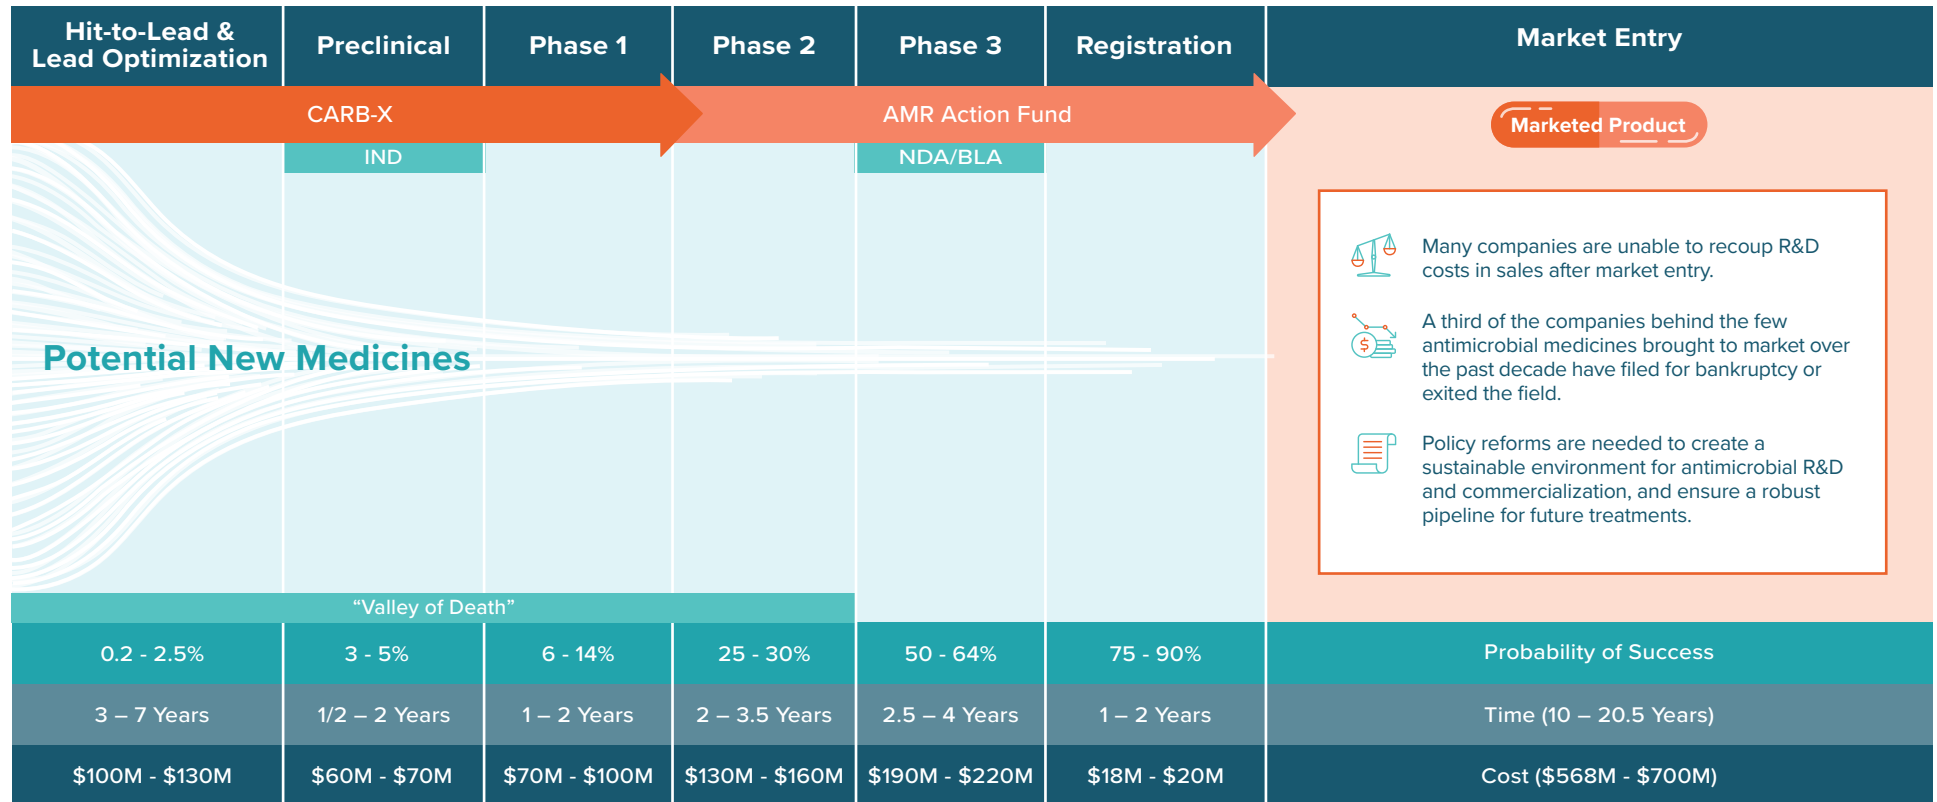 Hit-to-Lead &
Lead Optimization
Preclinical
Phase 1
Phase 2
Phase 3
Registration
Market Entry
CARB-X
AMR Action Fund
Marketed Product
IND
NDA/BLA
Many companies are unable to recoup R&D
costs in sales after market entry.
A third of the companies behind the few
antimicrobial medicines brought to market over
the past decade have filed for bankruptcy or
exited the field.
Policy reforms are needed to create a
sustainable environment for antimicrobial R&D
and commercialization, and ensure a robust
pipeline for future treatments.
$
Potential New Medicines
“Valley of Death”
0.2 - 2.5%
3 - 5%
6 - 14%
25 - 30%
50 - 64%
75 - 90%
Probability of Success
3 – 7 Years
1/2 – 2 Years
1 – 2 Years
2 – 3.5 Years
2.5 – 4 Years
1 – 2 Years
Time (10 – 20.5 Years)
$100M - $130M
$60M - $70M
$70M - $100M
$130M - $160M
$190M - $220M
$18M - $20M
Cost ($568M - $700M)